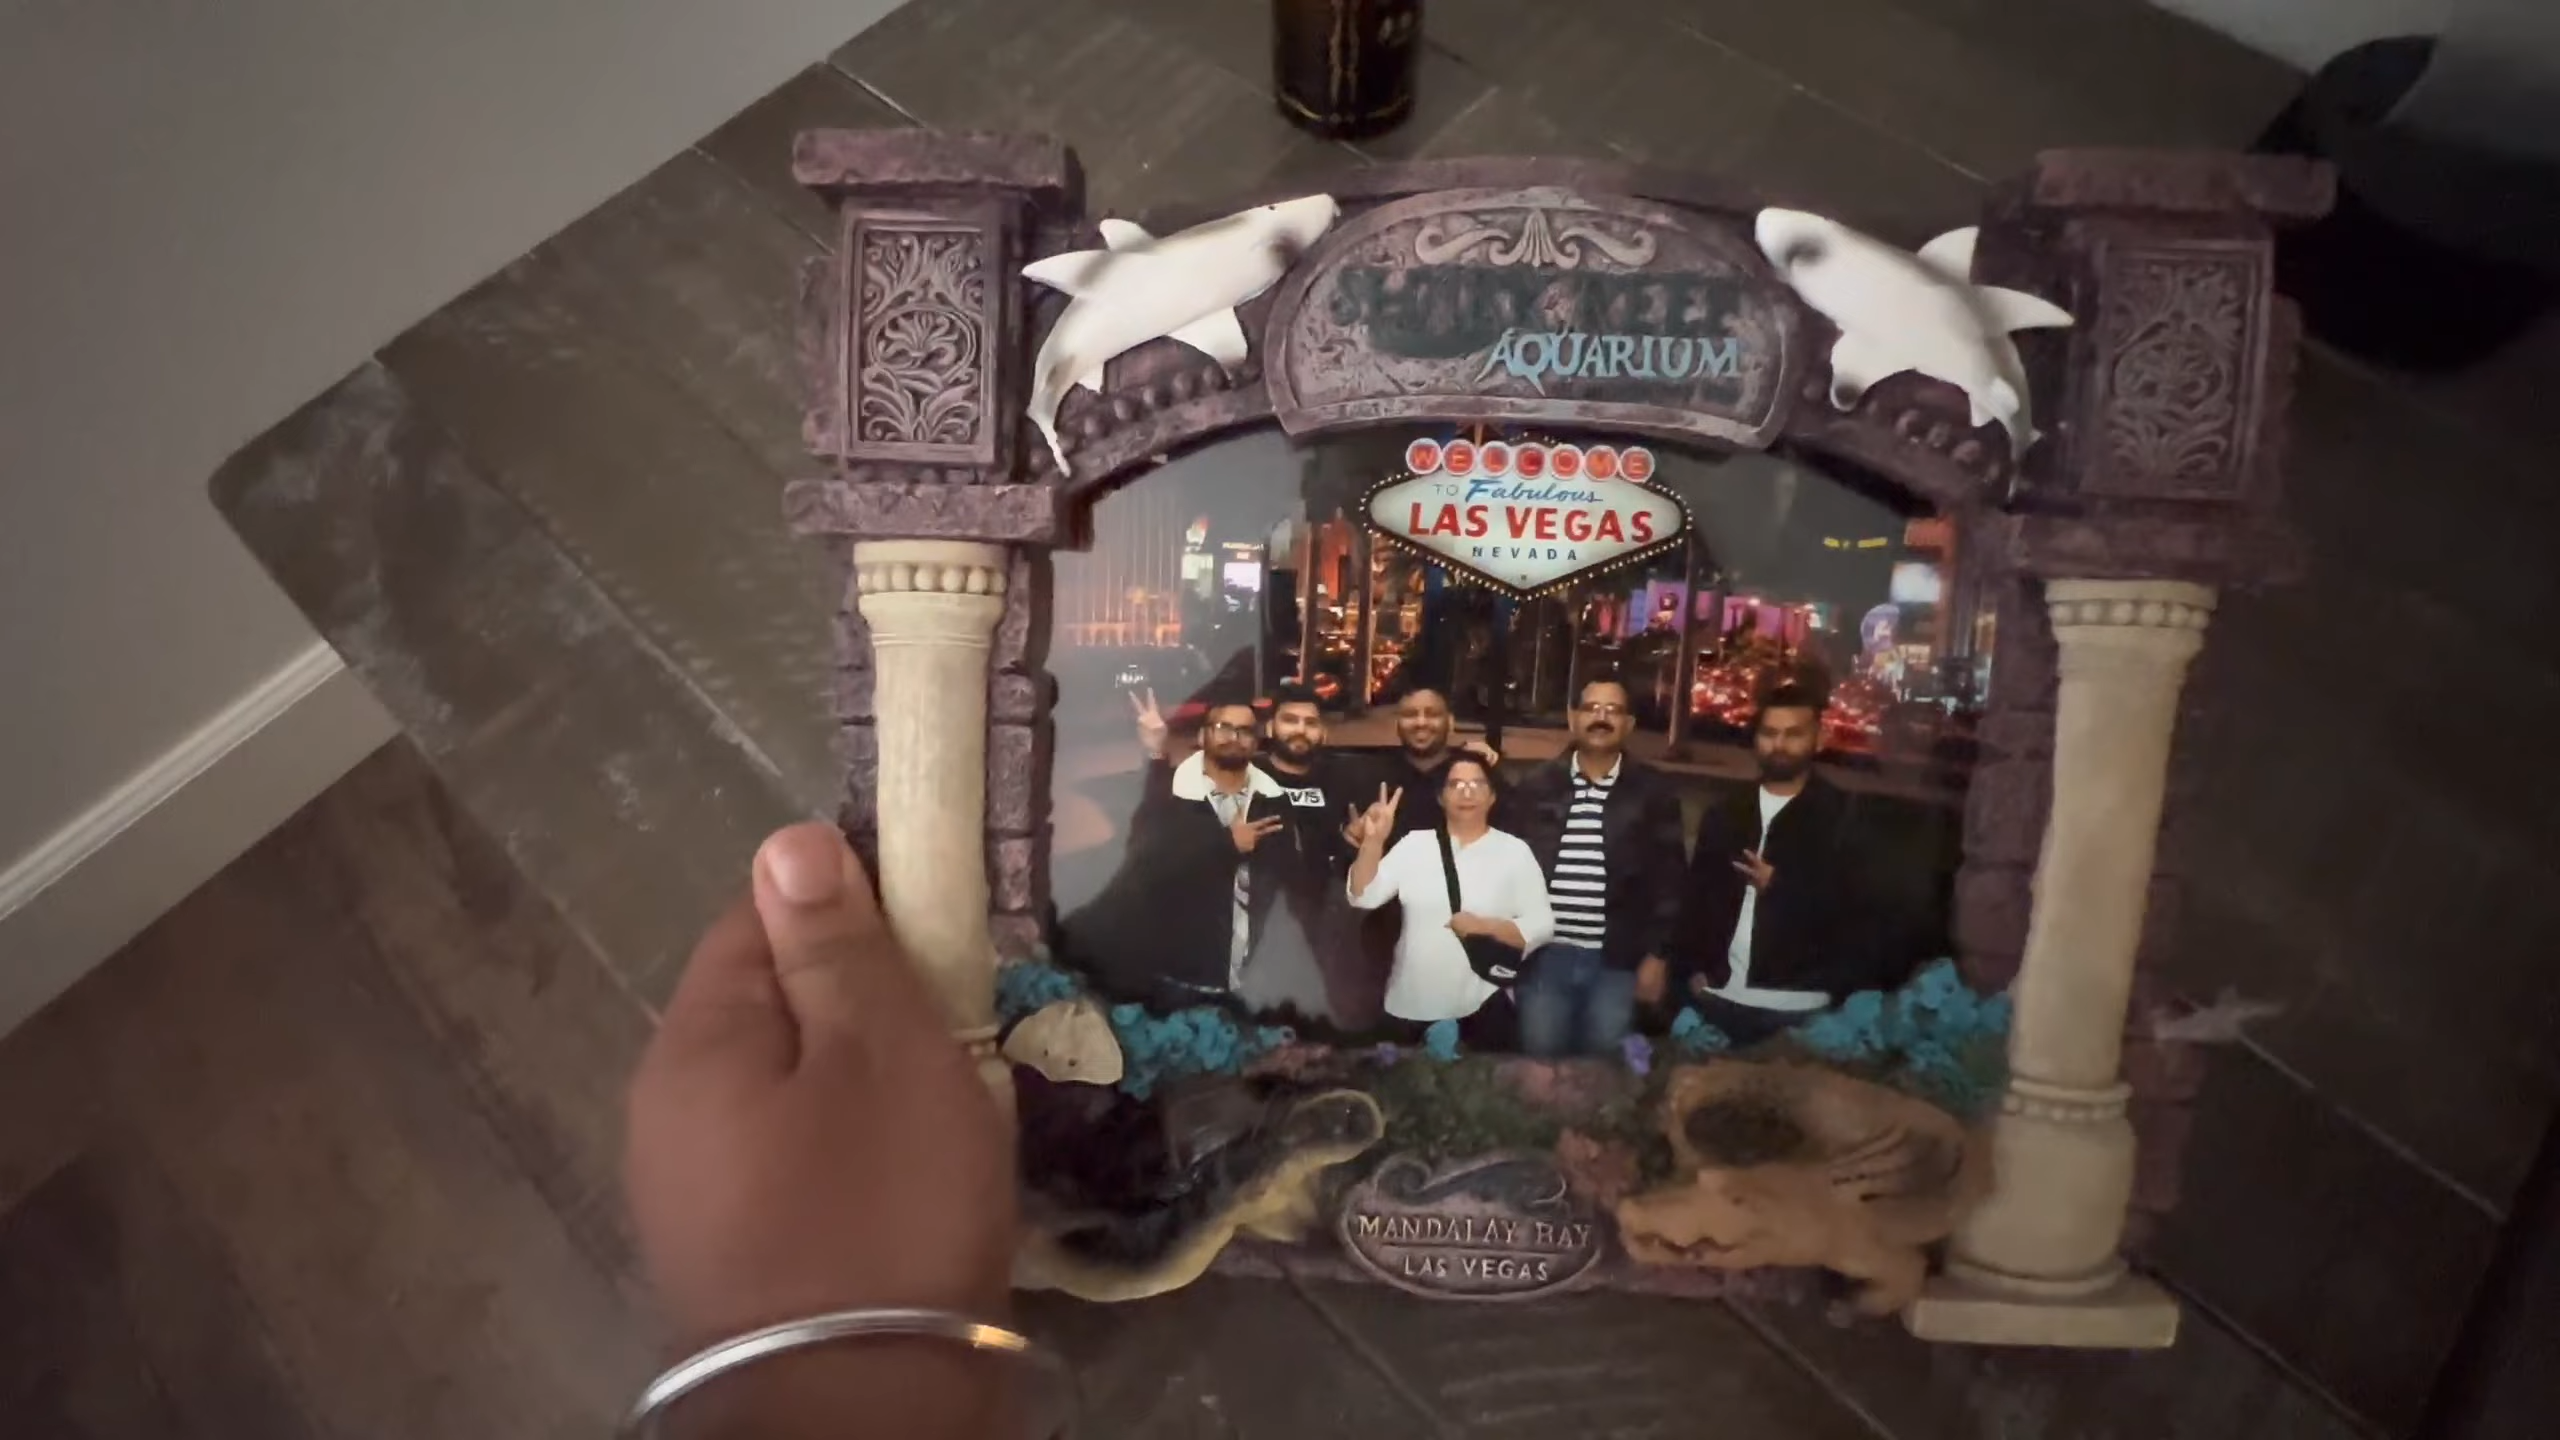 AQUARIUM
WELCOME
TO Fabulous
LAS VEGAS
NEVADA
MANDALAY BAY
LAS VEGAS